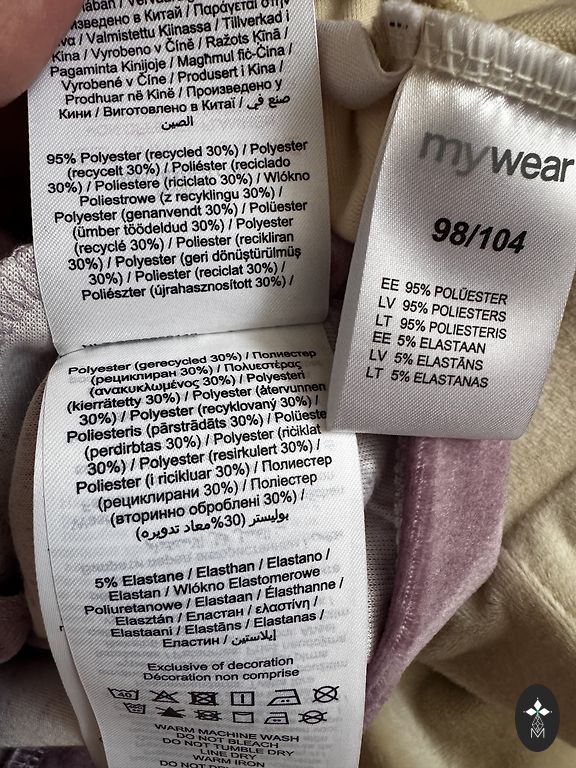 зведено в Китай / Παράγεται στην
/ Valmistettu Kiinassa / Tillverkad i
Kina / Vyrobeno v Číně / Ražots Ķīnā /
Pagaminta Kinijoje / Magħmul fiċ-Ċina /
Vyrobené v Číne / Produsert i Kina /
Prodhuar në Kinë / Произведено у
Кини / Виготовлено в Китаї / صنع في
الصين
95% Polyester (recycled 30%) / Polyester
(recycelt 30%) / Poliéster (reciclado
30%) / Poliestere (riciclato 30%) / Włókno
Poliestrowe (z recyklingu 30%) /
Polyester (genanvendt 30%) / Polüester
(ümber töödeldud 30%) / Polyester
(recyclé 30%) / Poliester (recikliran
30%) / Polyester (geri dönüştürülmüş
30%) / Poliester (reciclat 30%) /
Poliészter (újrahasznosított 30%) /
Polyester (gerecycled 30%) / Полиестер
(рециклиран 30%) / Πολυεστέρας
(ανακυκλωμένος 30%) / Polyesteri
(kierrätetty 30%) / Polyester (återvunnen
30%) / Polyester (recyklovaný 30%) /
Poliesteris (pārstrādāts 30%) / Poliueste
(perdirbtas 30%) / Polyester (riċiklat
30%) / Polyester (resirkulert 30%) /
Poliester (i ricikluar 30%) / Полиестер
(рециклирани 30%) / Поліестер
(вторинно оброблені 30%) /
بوليستر (30%معاد تدويره)
5% Elastane / Elasthan / Elastano /
Elastan / Włókno Elastomerowe
Poliuretanowe / Elastaan / Élasthanne /
Elasztán / Еластан / ελαστίνη /
Elastaani / Elastāns / Elastanas /
Еластин / إيلاستين
Exclusive of decoration
Décoration non comprise
40
WARM MACHINE WASH
DO NOT BLEACH
DO NOT TUMBLE DRY
LINE DRY
WARM IRON
mywear
98/104
EE 95% POLÜESTER
LV 95% POLIESTERS
LT 95% POLIESTERIS
EE 5% ELASTAAN
LV 5% ELASTĀNS
LT 5% ELASTANAS
M